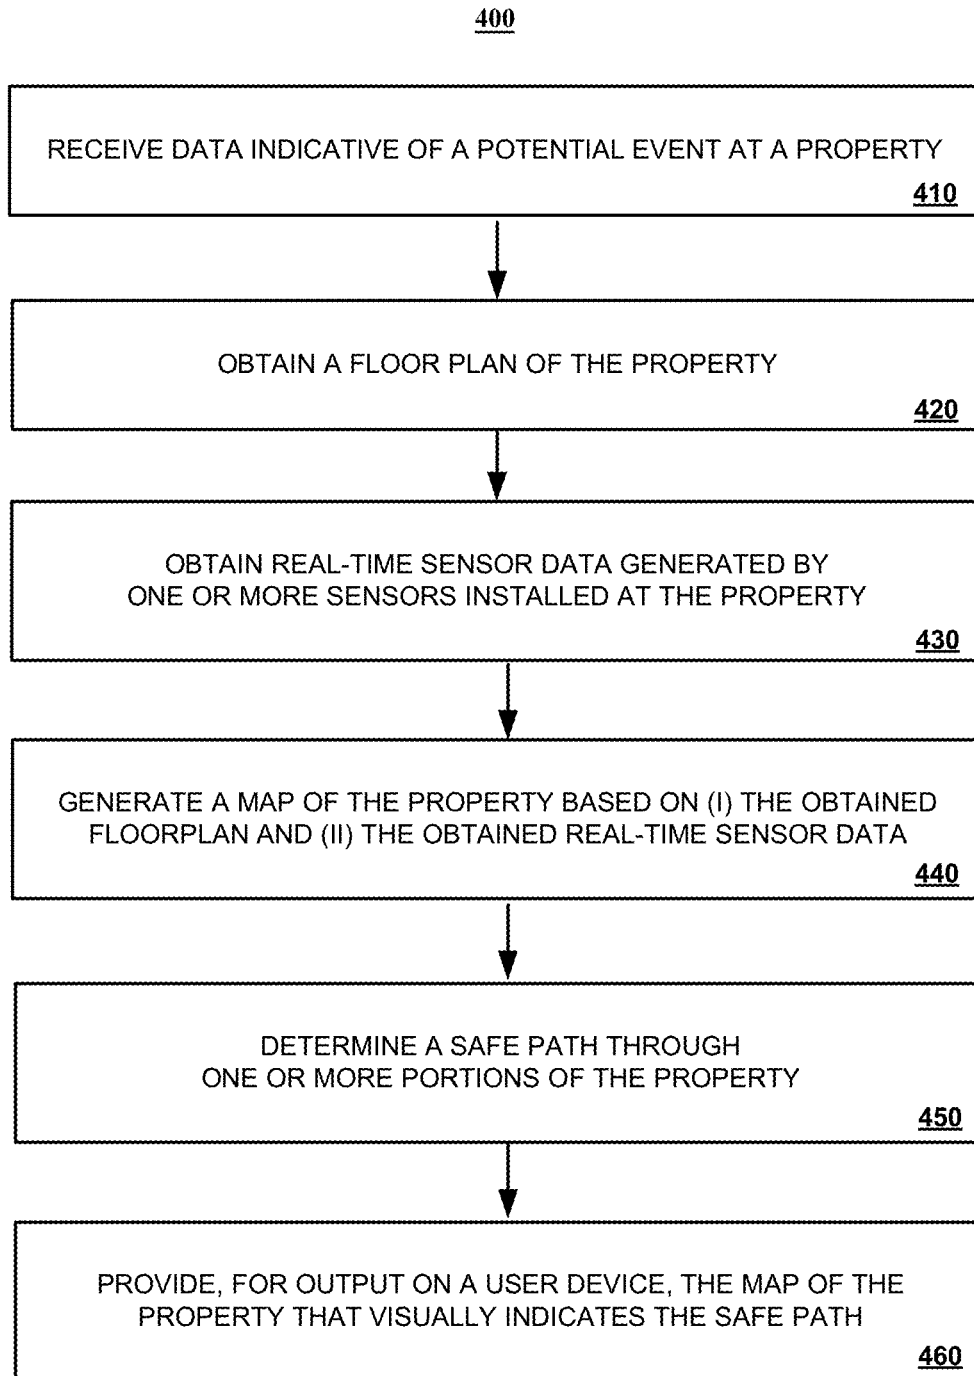 400
RECEIVE DATA INDICATIVE OF A POTENTIAL EVENT AT A PROPERTY
410
OBTAIN A FLOOR PLAN OF THE PROPERTY
420
OBTAIN REAL-TIME SENSOR DATA GENERATED BY
ONE OR MORE SENSORS INSTALLED AT THE PROPERTY
430
GENERATE A MAP OF THE PROPERTY BASED ON (I) THE OBTAINED
FLOORPLAN AND (II) THE OBTAINED REAL-TIME SENSOR DATA
440
DETERMINE A SAFE PATH THROUGH
ONE OR MORE PORTIONS OF THE PROPERTY
450
PROVIDE, FOR OUTPUT ON A USER DEVICE, THE MAP OF THE
PROPERTY THAT VISUALLY INDICATES THE SAFE PATH
460